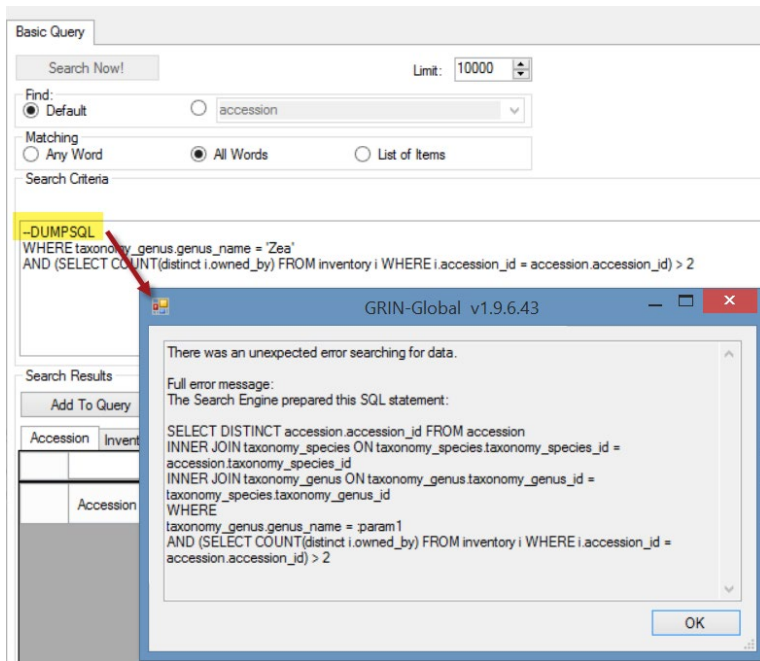 Basic Query
Search Now!
Limit: 10000
Find:
Default
accession
Matching
Any Word
All Words
List of Items
Search Criteria
--DUMPSQL
WHERE taxonomy_genus.genus_name = 'Zea'
AND (SELECT COUNT(distinct i.owned_by) FROM inventory i WHERE i.accession_id = accession.accession_id) > 2
GRIN-Global v1.9.6.43
There was an unexpected error searching for data.
Full error message:
The Search Engine prepared this SQL statement:
SELECT DISTINCT accession.accession_id FROM accession
INNER JOIN taxonomy_species ON taxonomy_species.taxonomy_species_id =
accession.taxonomy_species_id
INNER JOIN taxonomy_genus ON taxonomy_genus.taxonomy_genus_id =
taxonomy_species.taxonomy_genus_id
WHERE
taxonomy_genus.genus_name = :param1
AND (SELECT COUNT(distinct i.owned_by) FROM inventory i WHERE i.accession_id =
accession.accession_id) > 2
OK
Search Results
Add To Query
Accession
Invent
Accession